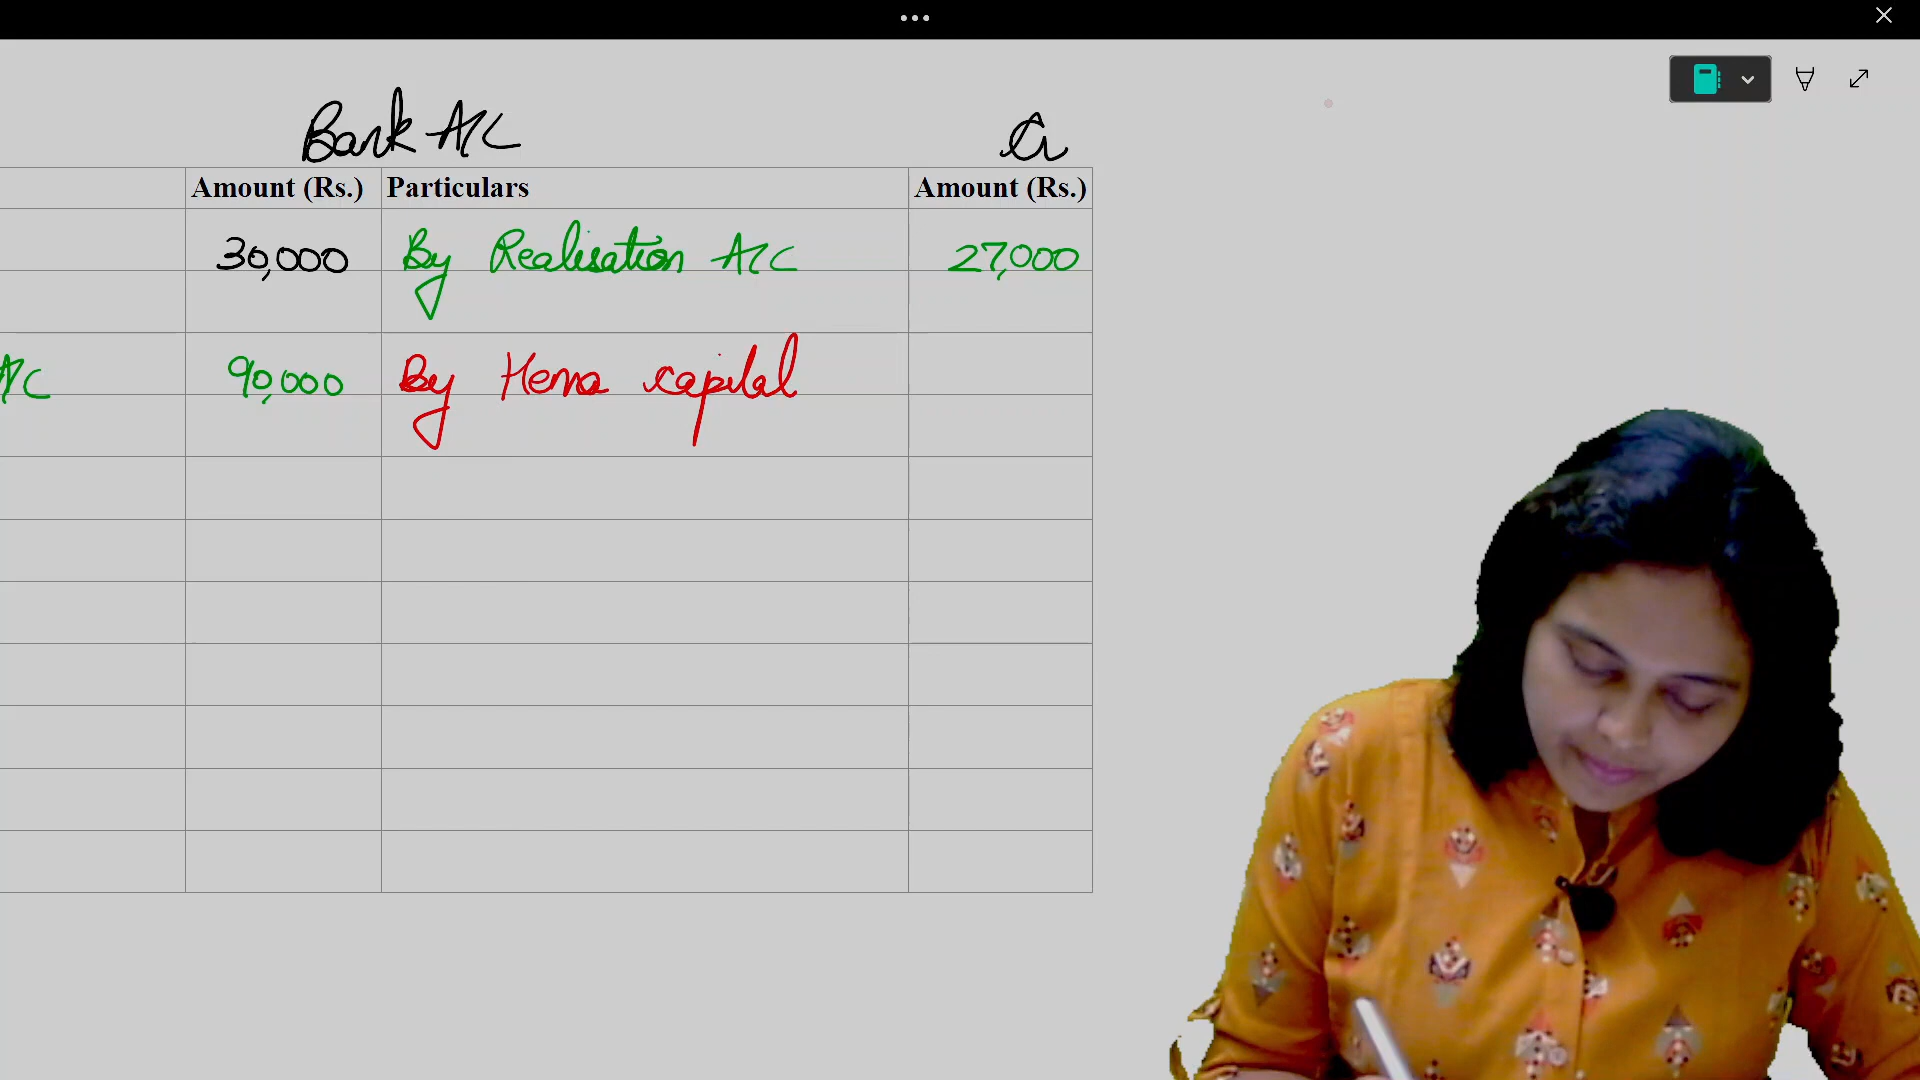 Bank A/C Cr
Amount (Rs.) Particulars Amount (Rs.)
30,000 By Realisation A/C 27,000
A/C 90,000 By Hema capital